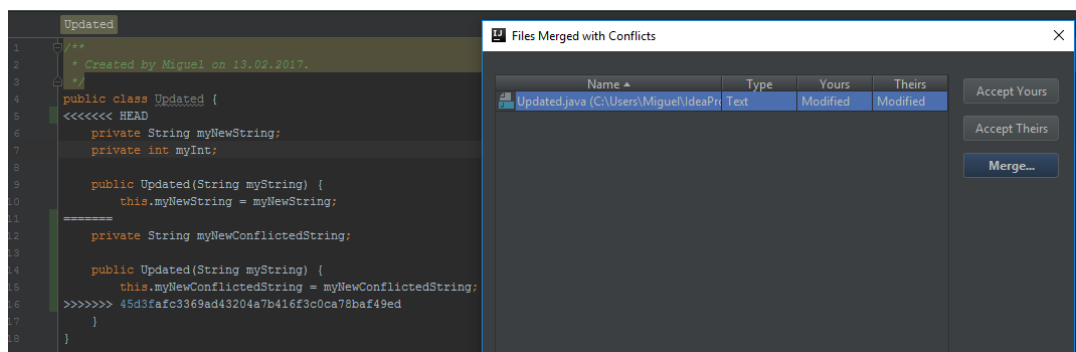 Updated
1 /**
2 * Created by Miguel on 13.02.2017.
3 */
4 public class Updated {
5 <<<<<<< HEAD
6 private String myNewString;
7 private int myInt;
8
9 public Updated(String myString) {
10 this.myNewString = myNewString;
11 =======
12 private String myNewConflictedString;
13
14 public Updated(String myString) {
15 this.myNewConflictedString = myNewConflictedString;
16 >>>>>>> 45d3fafc3369ad43204a7b416f3c0ca78baf49ed
17 }
18 }
Files Merged with Conflicts
Name Type Yours Theirs
Updated.java (C:\Users\Miguel\IdeaPr Text Modified Modified
Accept Yours
Accept Theirs
Merge...